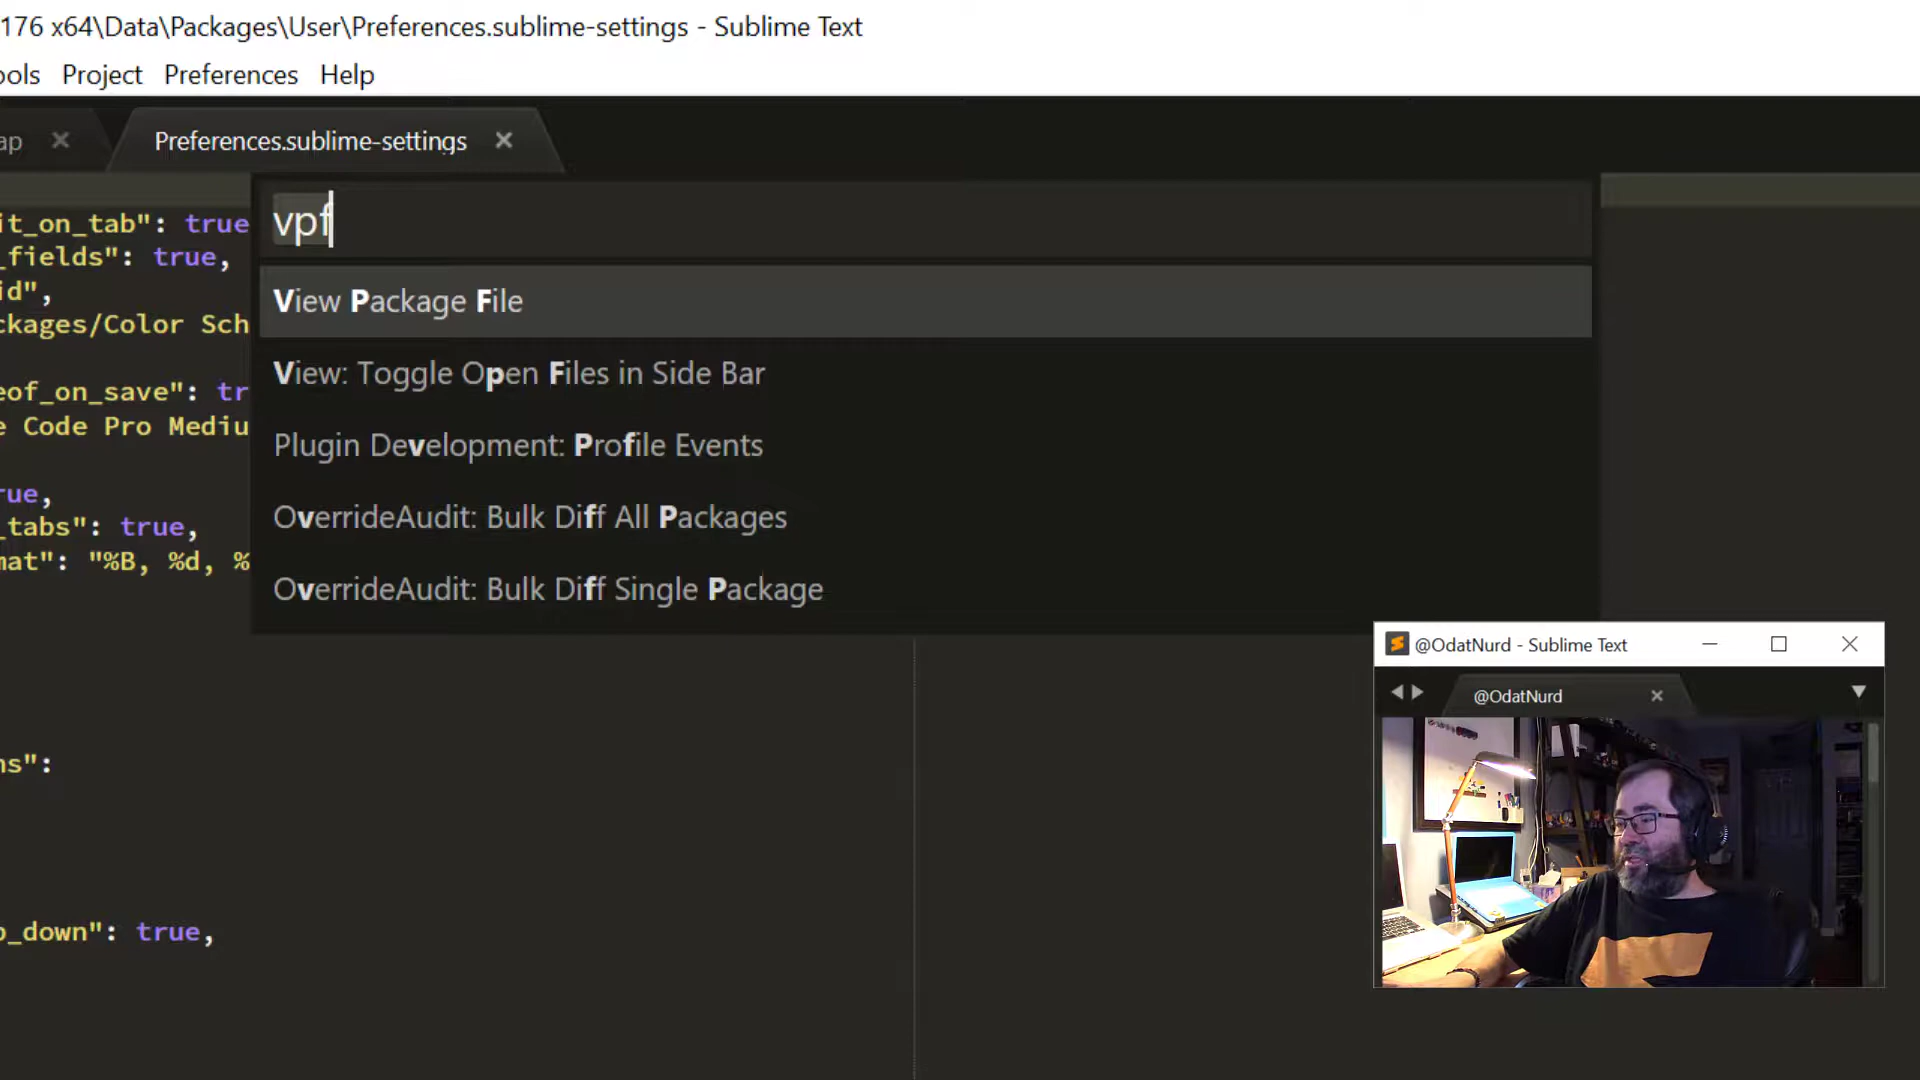 176 x64\Data\Packages\User\Preferences.sublime-settings - Sublime Text
ools Project Preferences Help
ap
Preferences.sublime-settings
vpf
it_on_tab": true
_fields": true,
id",
ckages/Color Sch
eof_on_save": tr
e Code Pro Mediu
rue,
_tabs": true,
mat": "%B, %d, %
ns":
o_down": true,
View Package File
View: Toggle Open Files in Side Bar
Plugin Development: Profile Events
OverrideAudit: Bulk Diff All Packages
OverrideAudit: Bulk Diff Single Package
@OdatNurd - Sublime Text
@OdatNurd